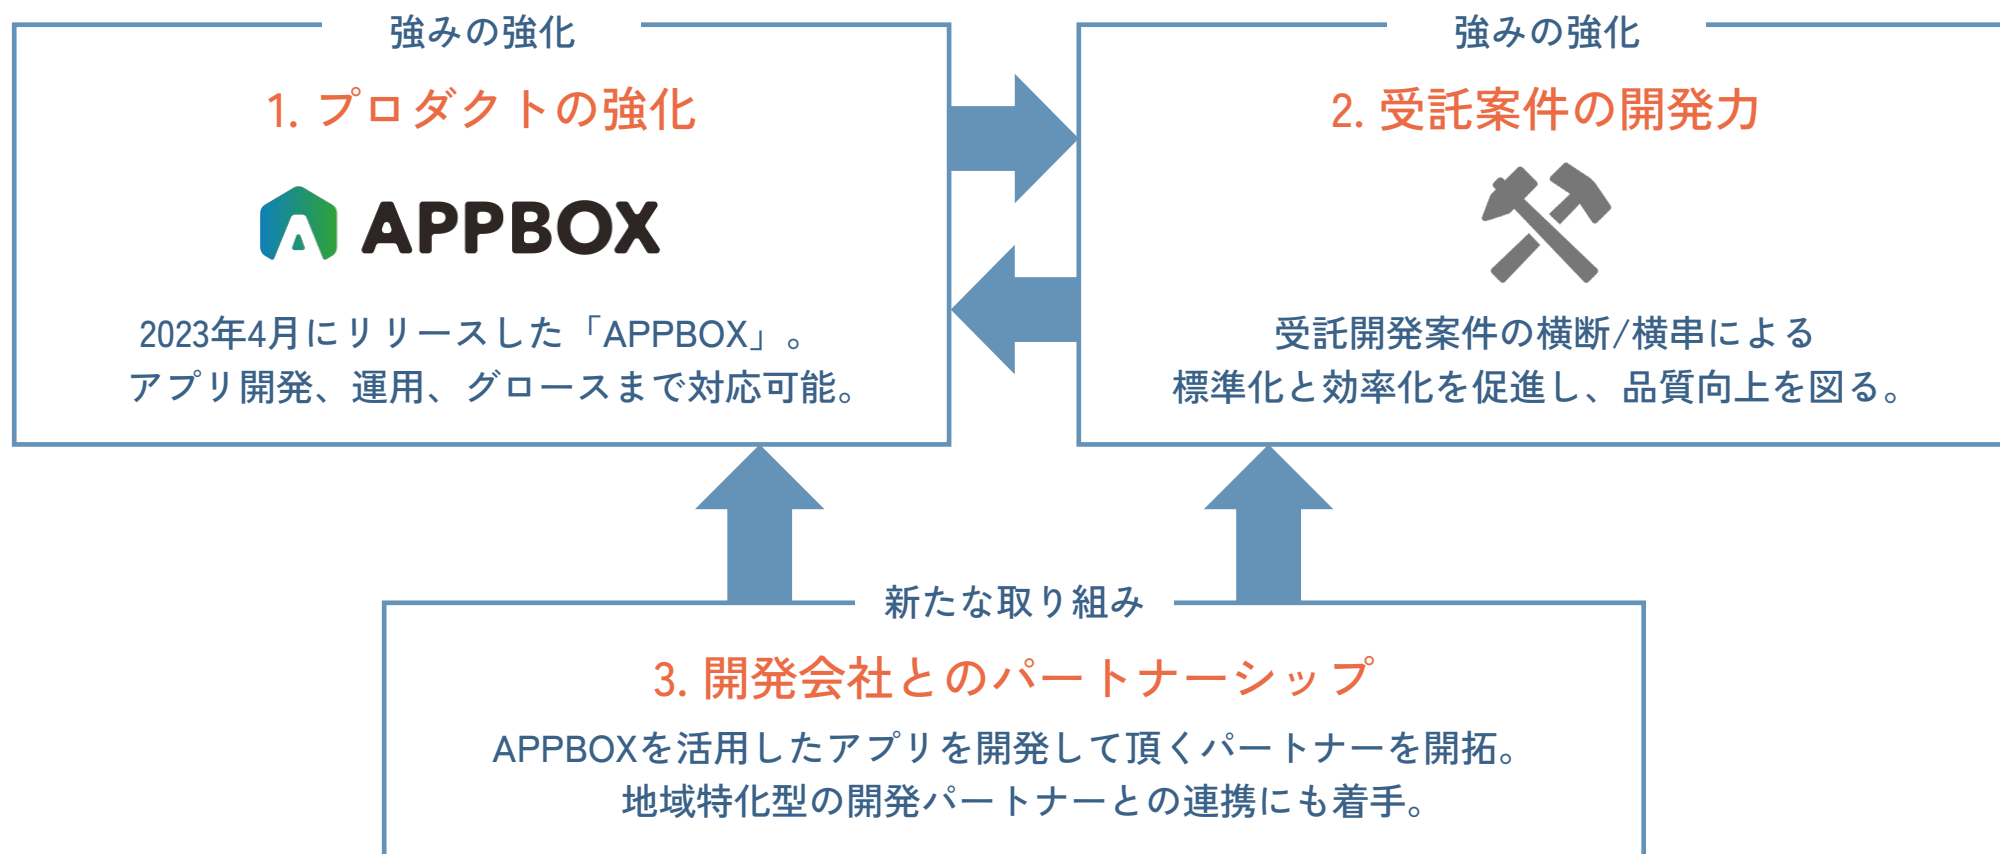 強みの強化
1. プロダクトの強化
APPBOX
2023年4月にリリースした「APPBOX」。
アプリ開発、運用、グロースまで対応可能。
強みの強化
2. 受託案件の開発力
受託開発案件の横断/横串による
標準化と効率化を促進し、品質向上を図る。
新たな取り組み
3. 開発会社とのパートナーシップ
APPBOXを活用したアプリを開発して頂くパートナーを開拓。
地域特化型の開発パートナーとの連携にも着手。